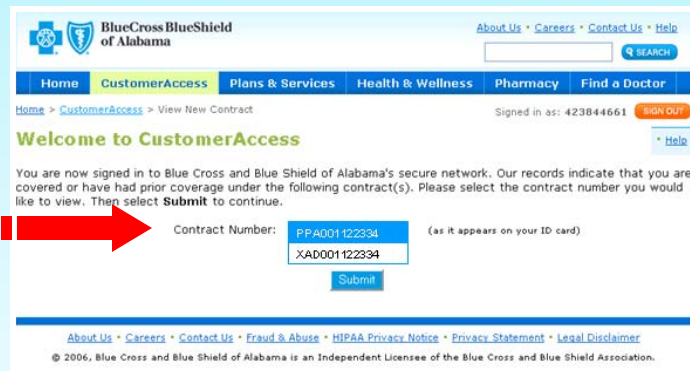 BlueCross BlueShield
of Alabama
About Us • Careers • Contact Us • Help
SEARCH
Home CustomerAccess Plans & Services Health & Wellness Pharmacy Find a Doctor
Home > CustomerAccess > View New Contract
Signed in as: 423844661 SIGN OUT
Welcome to CustomerAccess
• Help
You are now signed in to Blue Cross and Blue Shield of Alabama's secure network. Our records indicate that you are
covered or have had prior coverage under the following contract(s). Please select the contract number you would
like to view. Then select Submit to continue.
Contract Number: PPA001122334 (as it appears on your ID card)
XAD001122334
Submit
About Us • Careers • Contact Us • Fraud & Abuse • HIPAA Privacy Notice • Privacy Statement • Legal Disclaimer
© 2006, Blue Cross and Blue Shield of Alabama is an Independent Licensee of the Blue Cross and Blue Shield Association.